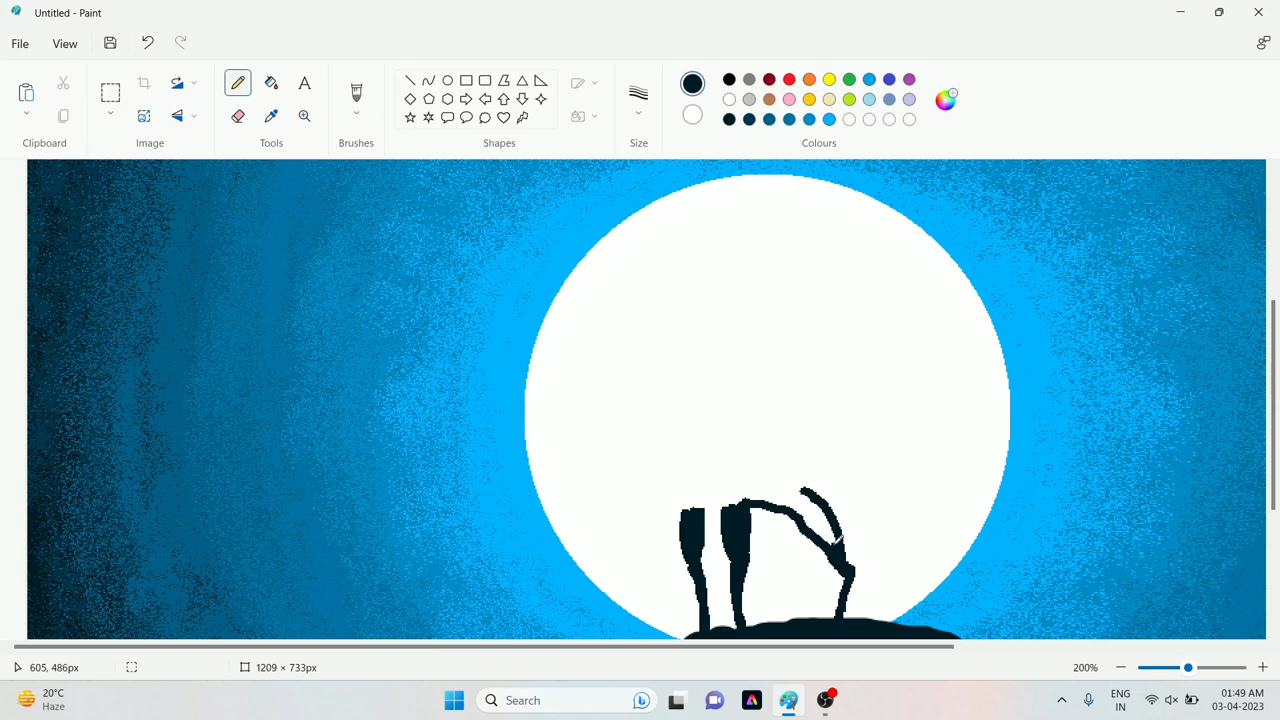 Untitled - Paint
File View
Clipboard Image Tools Brushes Shapes Size Colours
605, 486px 1209 × 733px 200%
20°C
Haze
Search
ENG
IN
01:49 AM
03-04-2023